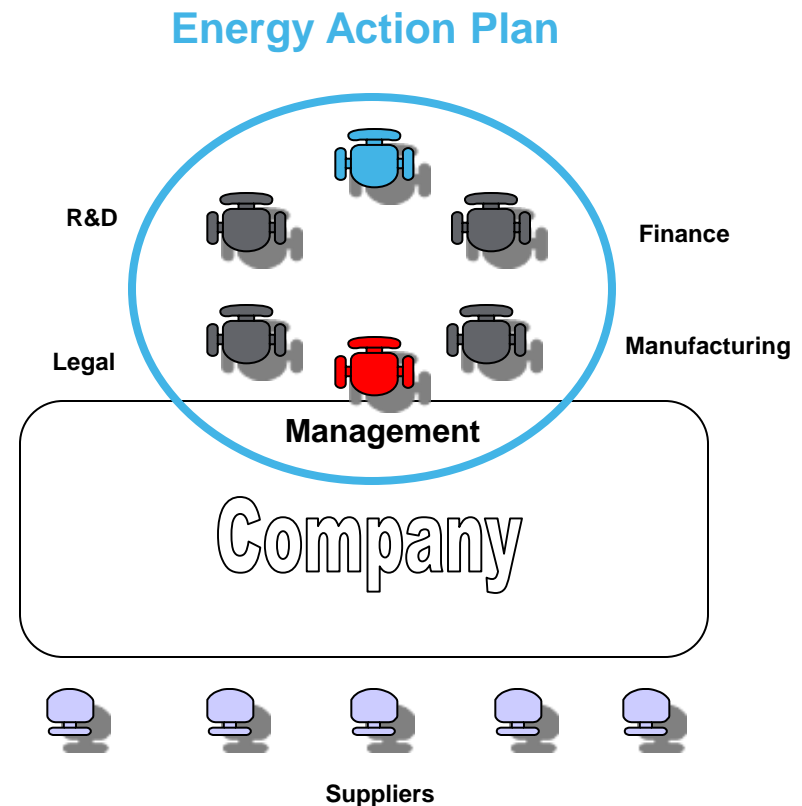 Energy Action Plan
R&D
Finance
Legal
Manufacturing
Management
Company
Suppliers